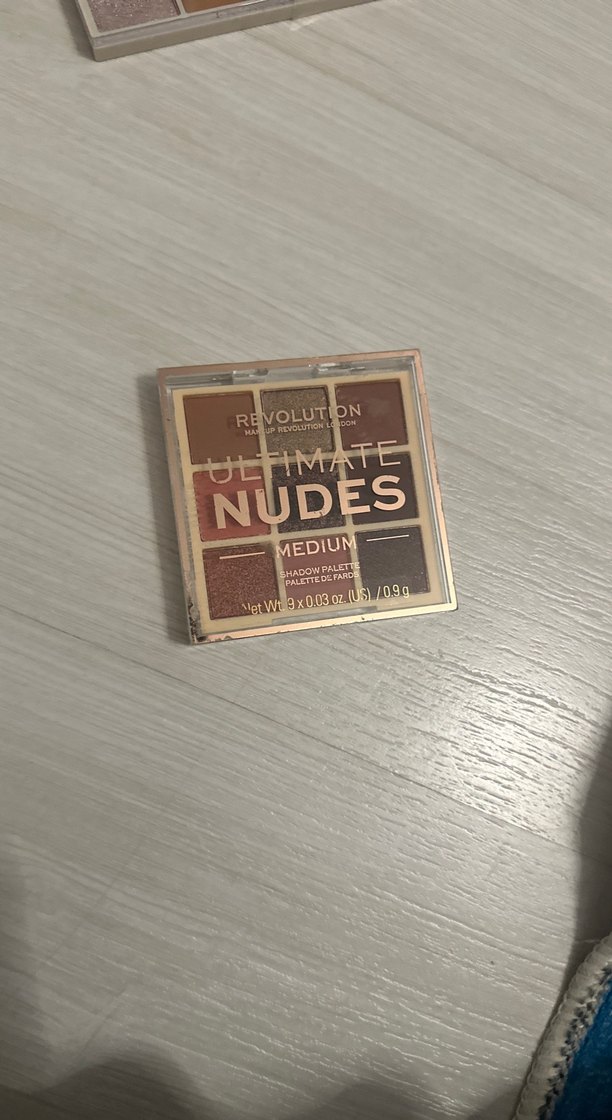 REVOLUTION
MAKEUP REVOLUTION LONDON
ULTIMATE
NUDES
MEDIUM
SHADOW PALETTE
PALETTE DE FARDS
Net Wt. 9 x 0.03 oz. (US) / 0.9 g